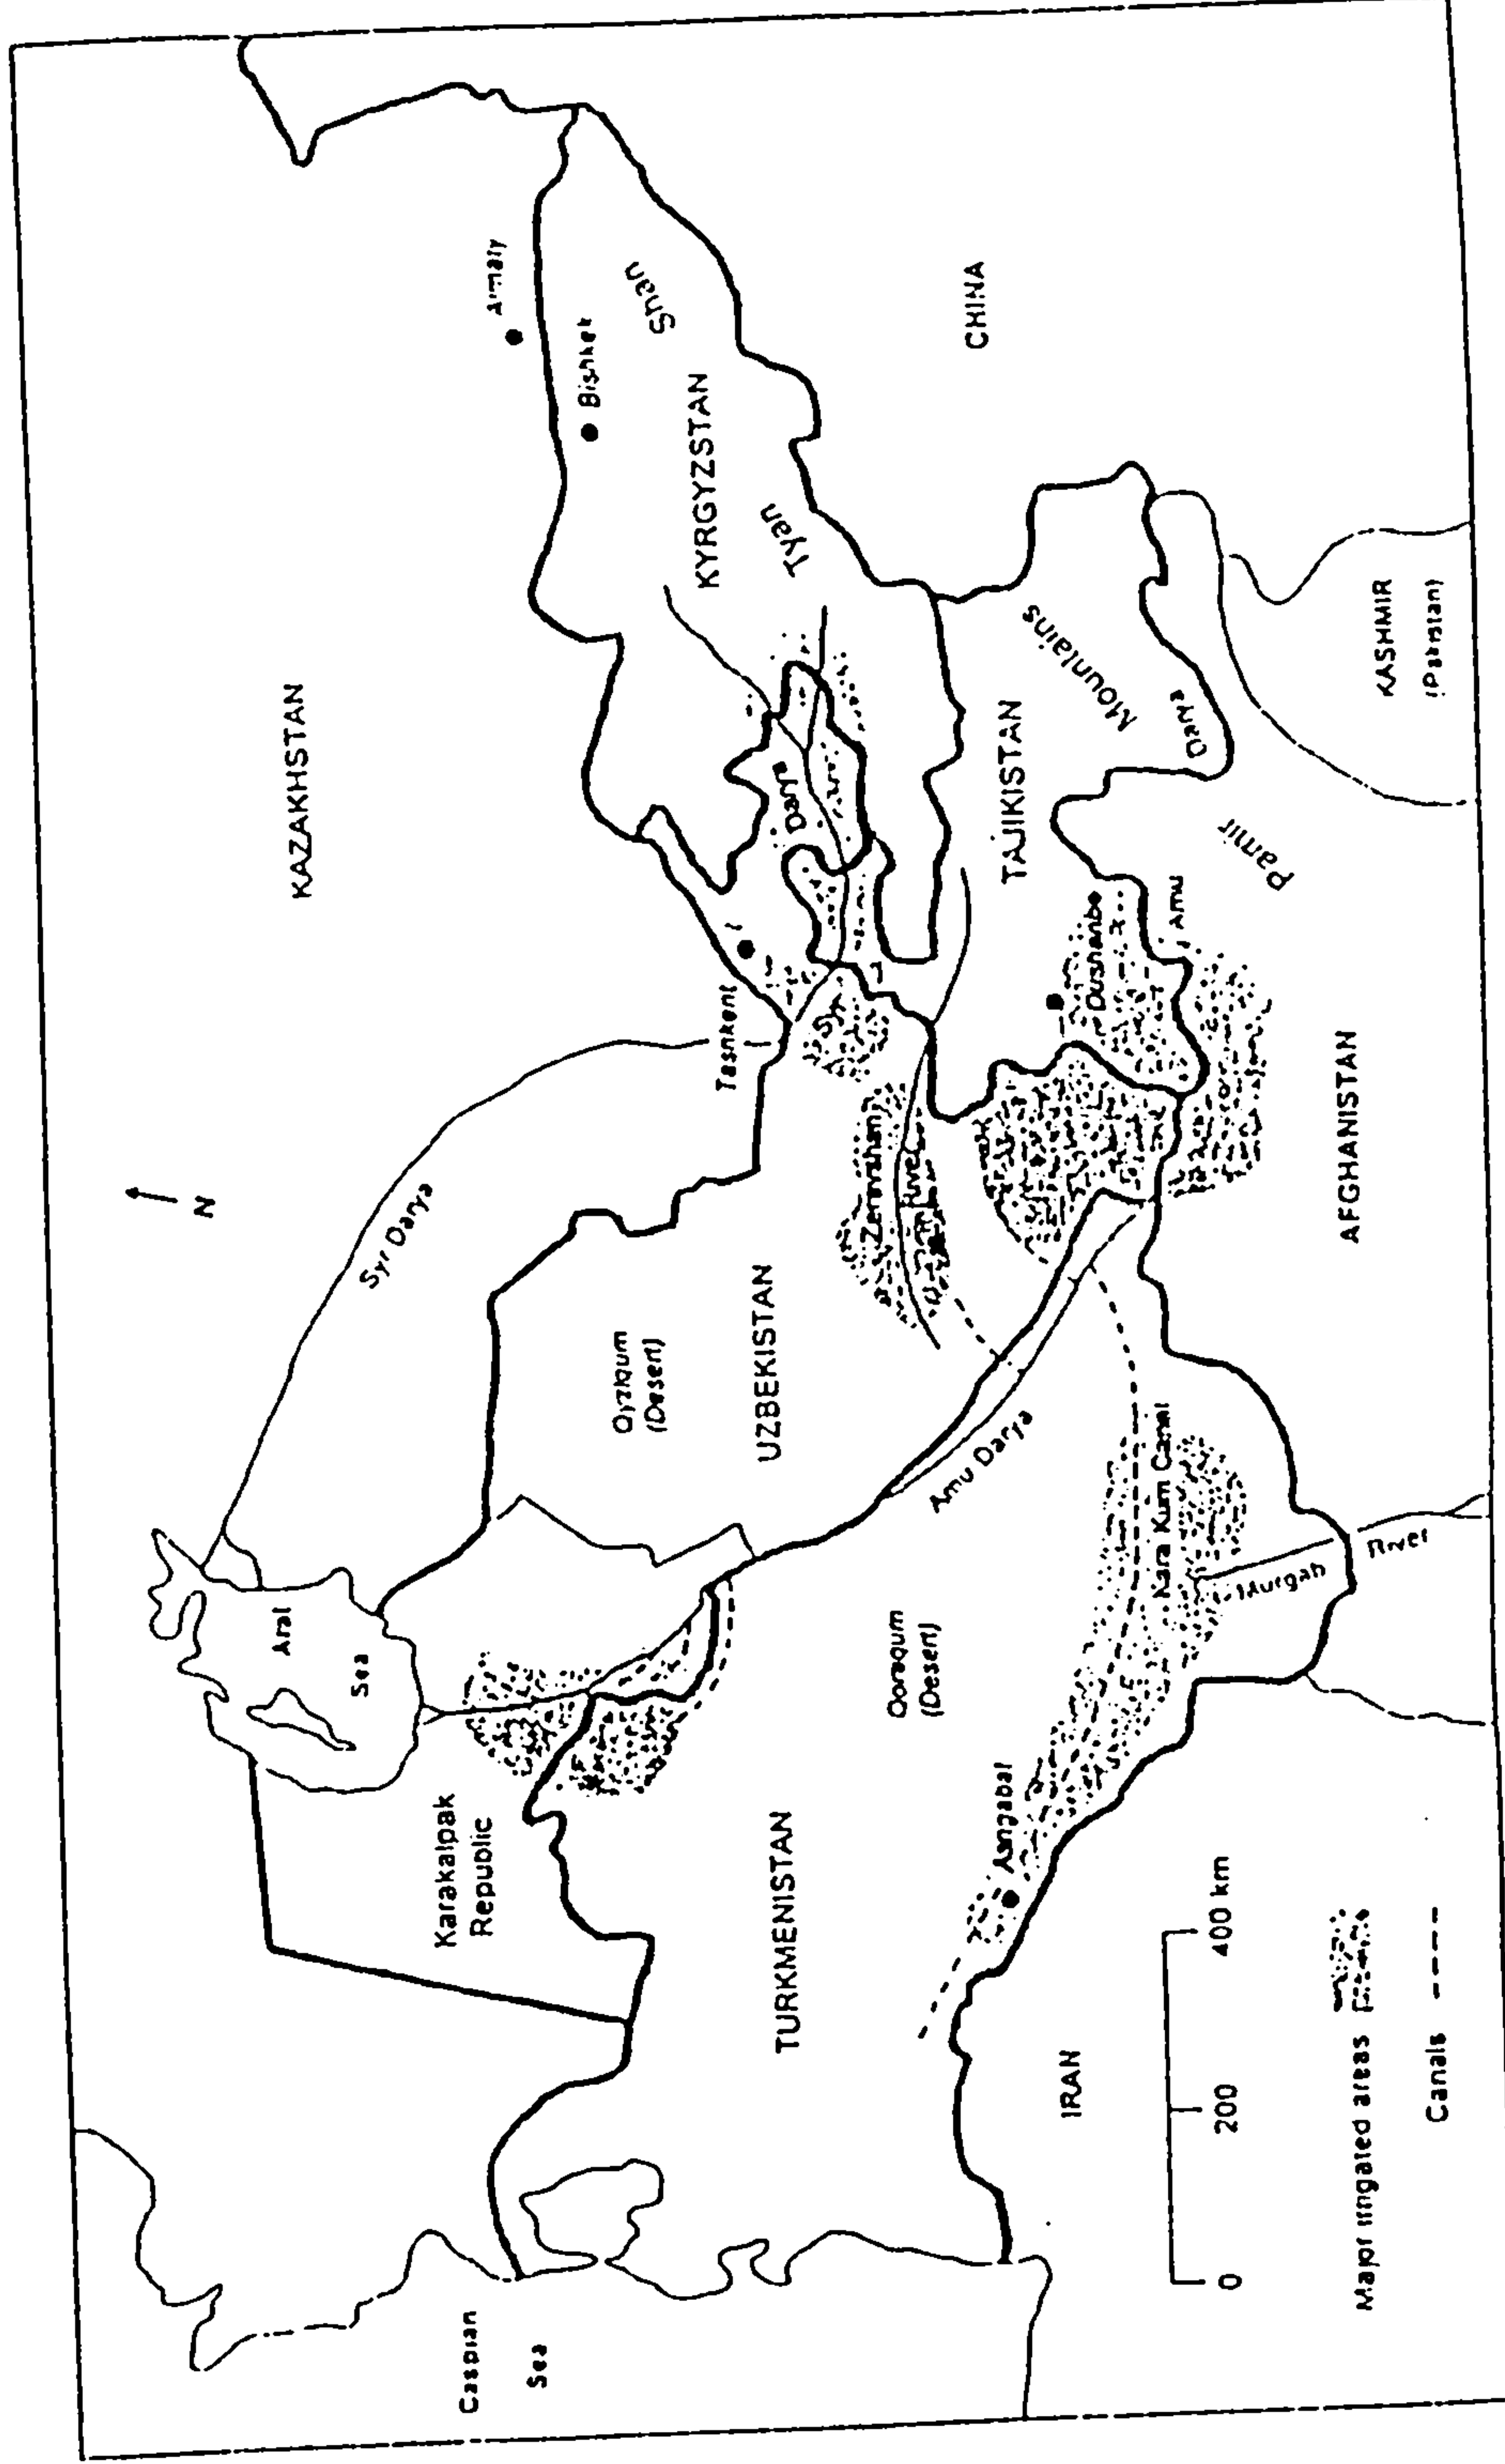 KAZAKHSTAN
N
Syr Darya
Aral
Sea
Karakalpak
Republic
Caspian
Sea
Qyzlqum
(Desert)
UZBEKISTAN
Tashkent
Almaty
Bishkek
KYRGYZSTAN
Tyan
Shan
CHINA
Darya
Syr
Zeravshan
River
TURKMENISTAN
Qoraqum
(Desert)
Amu Darya
Kara Kum Canal
Murgab
River
Asngabat
TAJIKISTAN
Dushanbe
Amu
Darya
Pamir
Mountains
KASHMIR
(Pakistan)
AFGHANISTAN
IRAN
0
200
400 km
Major irrigated areas
Canals